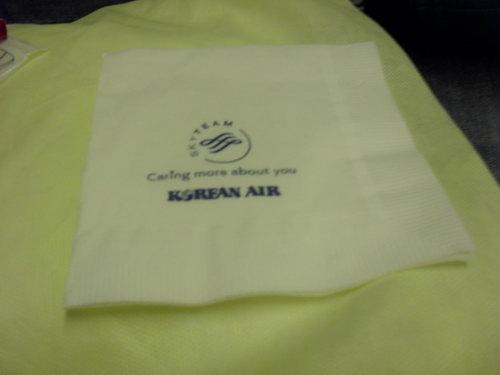 SKYTEAM
Caring more about you
KOREAN AIR